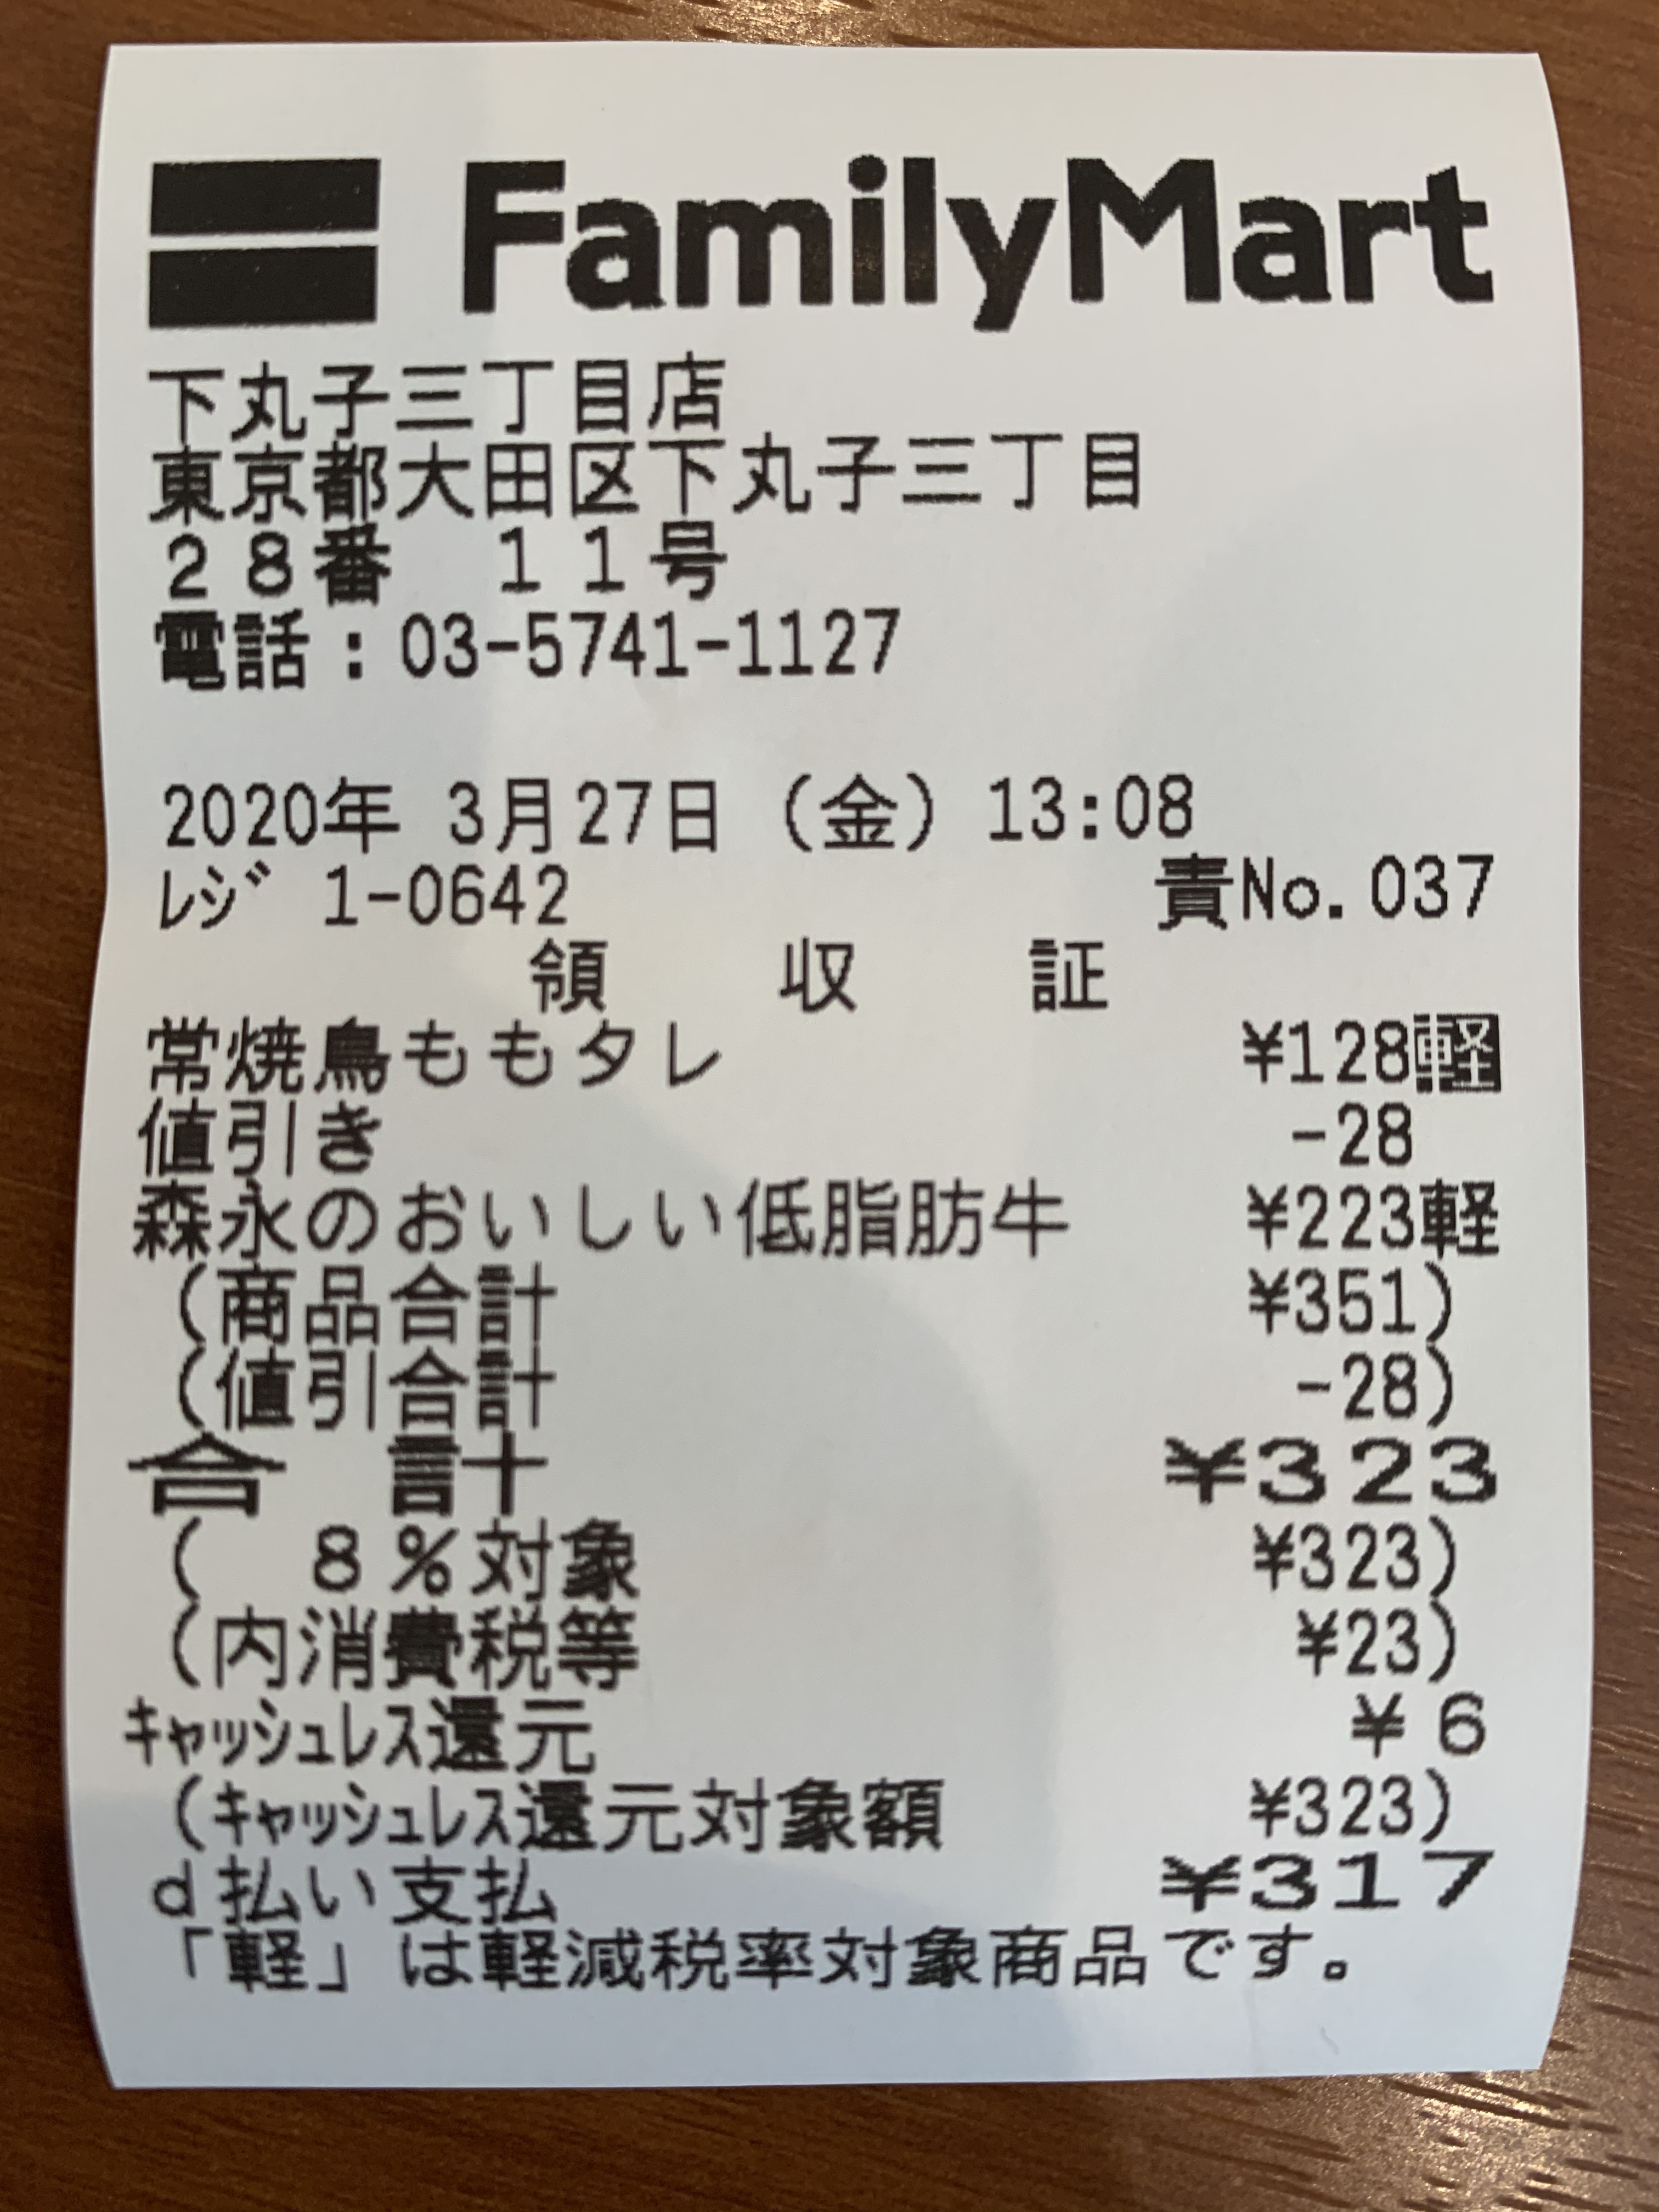 FamilyMart
下丸子三丁目店
東京都大田区下丸子三丁目
28番 11号
電話:03-5741-1127
2020年 3月27日 (金) 13:08
レジ 1-0642 責No.037
領 収 証
常焼鳥ももタレ ¥128軽
値引き -28
森永のおいしい低脂肪牛 ¥223軽
(商品合計 ¥351)
(値引合計 -28)
合 計 ¥323
( 8%対象 ¥323)
(内消費税等 ¥23)
キャッシュレス還元 ¥6
(キャッシュレス還元対象額 ¥323)
d払い支払 ¥317
「軽」は軽減税率対象商品です。